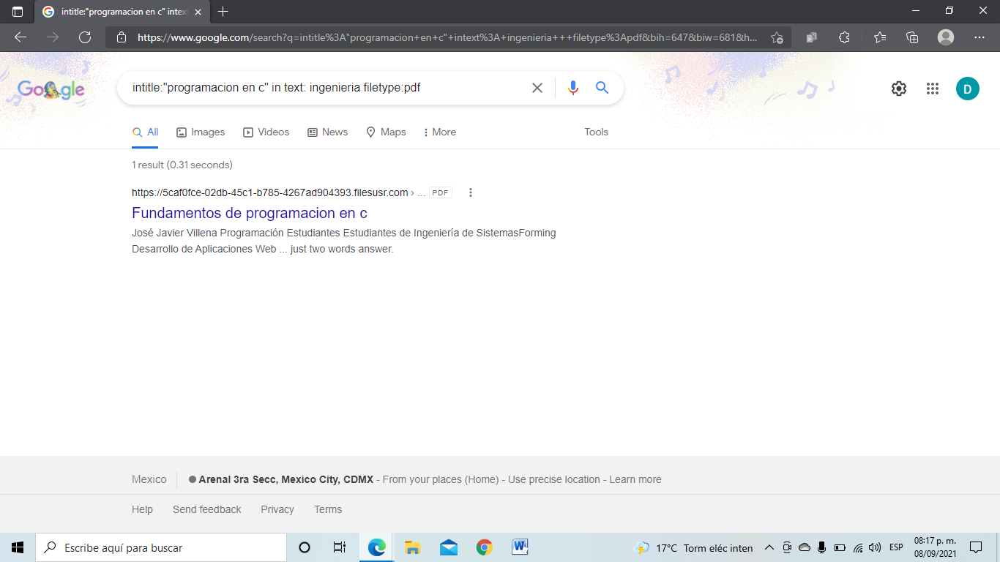 intitle:"programacion en c" intext
https://www.google.com/search?q=intitle%3A"programacion+en+c"+intext%3A+ingenieria+++filetype%3Apdf&bih=647&biw=681&h...
Google
intitle:"programacion en c" in text: ingenieria filetype:pdf
D
All Images Videos News Maps More Tools
1 result (0.31 seconds)
https://5caf0fce-02db-45c1-b785-4267ad904393.filesusr.com › ... PDF
Fundamentos de programacion en c
José Javier Villena Programación Estudiantes Estudiantes de Ingeniería de SistemasForming
Desarrollo de Aplicaciones Web ... just two words answer.
Mexico Arenal 3ra Secc, Mexico City, CDMX - From your places (Home) - Use precise location - Learn more
Help Send feedback Privacy Terms
Escribe aquí para buscar
17°C Torm eléc inten
ESP
08:17 p. m.
08/09/2021